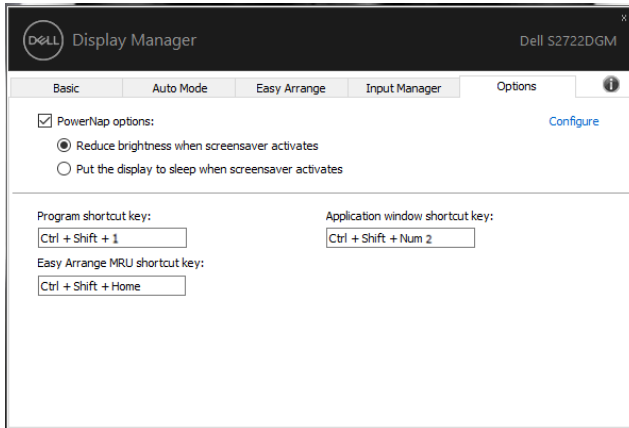 x
DELL Display Manager Dell S2722DGM
Basic Auto Mode Easy Arrange Input Manager Options i
PowerNap options: Configure
Reduce brightness when screensaver activates
Put the display to sleep when screensaver activates
Program shortcut key: Application window shortcut key:
Ctrl + Shift + 1 Ctrl + Shift + Num 2
Easy Arrange MRU shortcut key:
Ctrl + Shift + Home